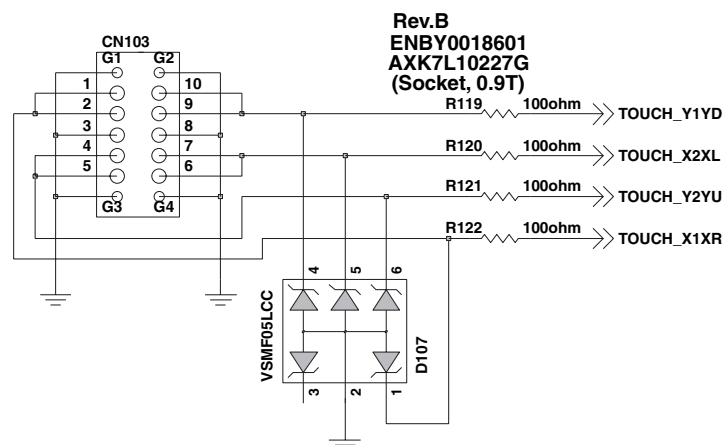 Rev.B
ENBY0018601
AXK7L10227G
(Socket, 0.9T)
CN103
G1 G2
1 10
2 9
3 8
4 7
5 6
G3 G4
R119 100ohm TOUCH_Y1YD
R120 100ohm TOUCH_X2XL
R121 100ohm TOUCH_Y2YU
R122 100ohm TOUCH_X1XR
4 5 6
VSMF05LCC
D107
3 2 1